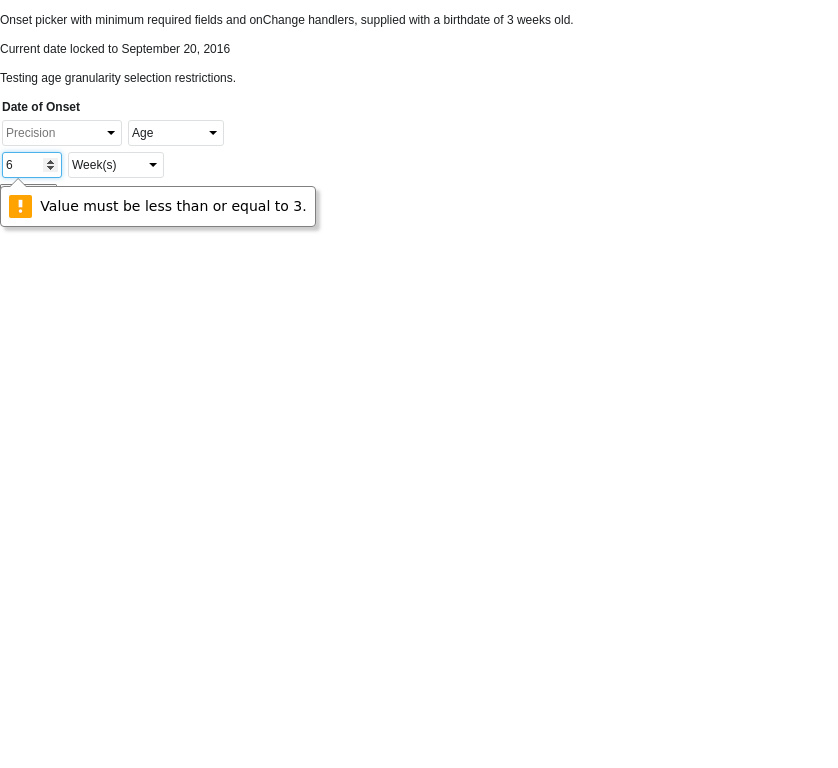 Onset picker with minimum required fields and onChange handlers, supplied with a birthdate of 3 weeks old.
Current date locked to September 20, 2016
Testing age granularity selection restrictions.
Date of Onset
Precision Age
6 Week(s)
Value must be less than or equal to 3.